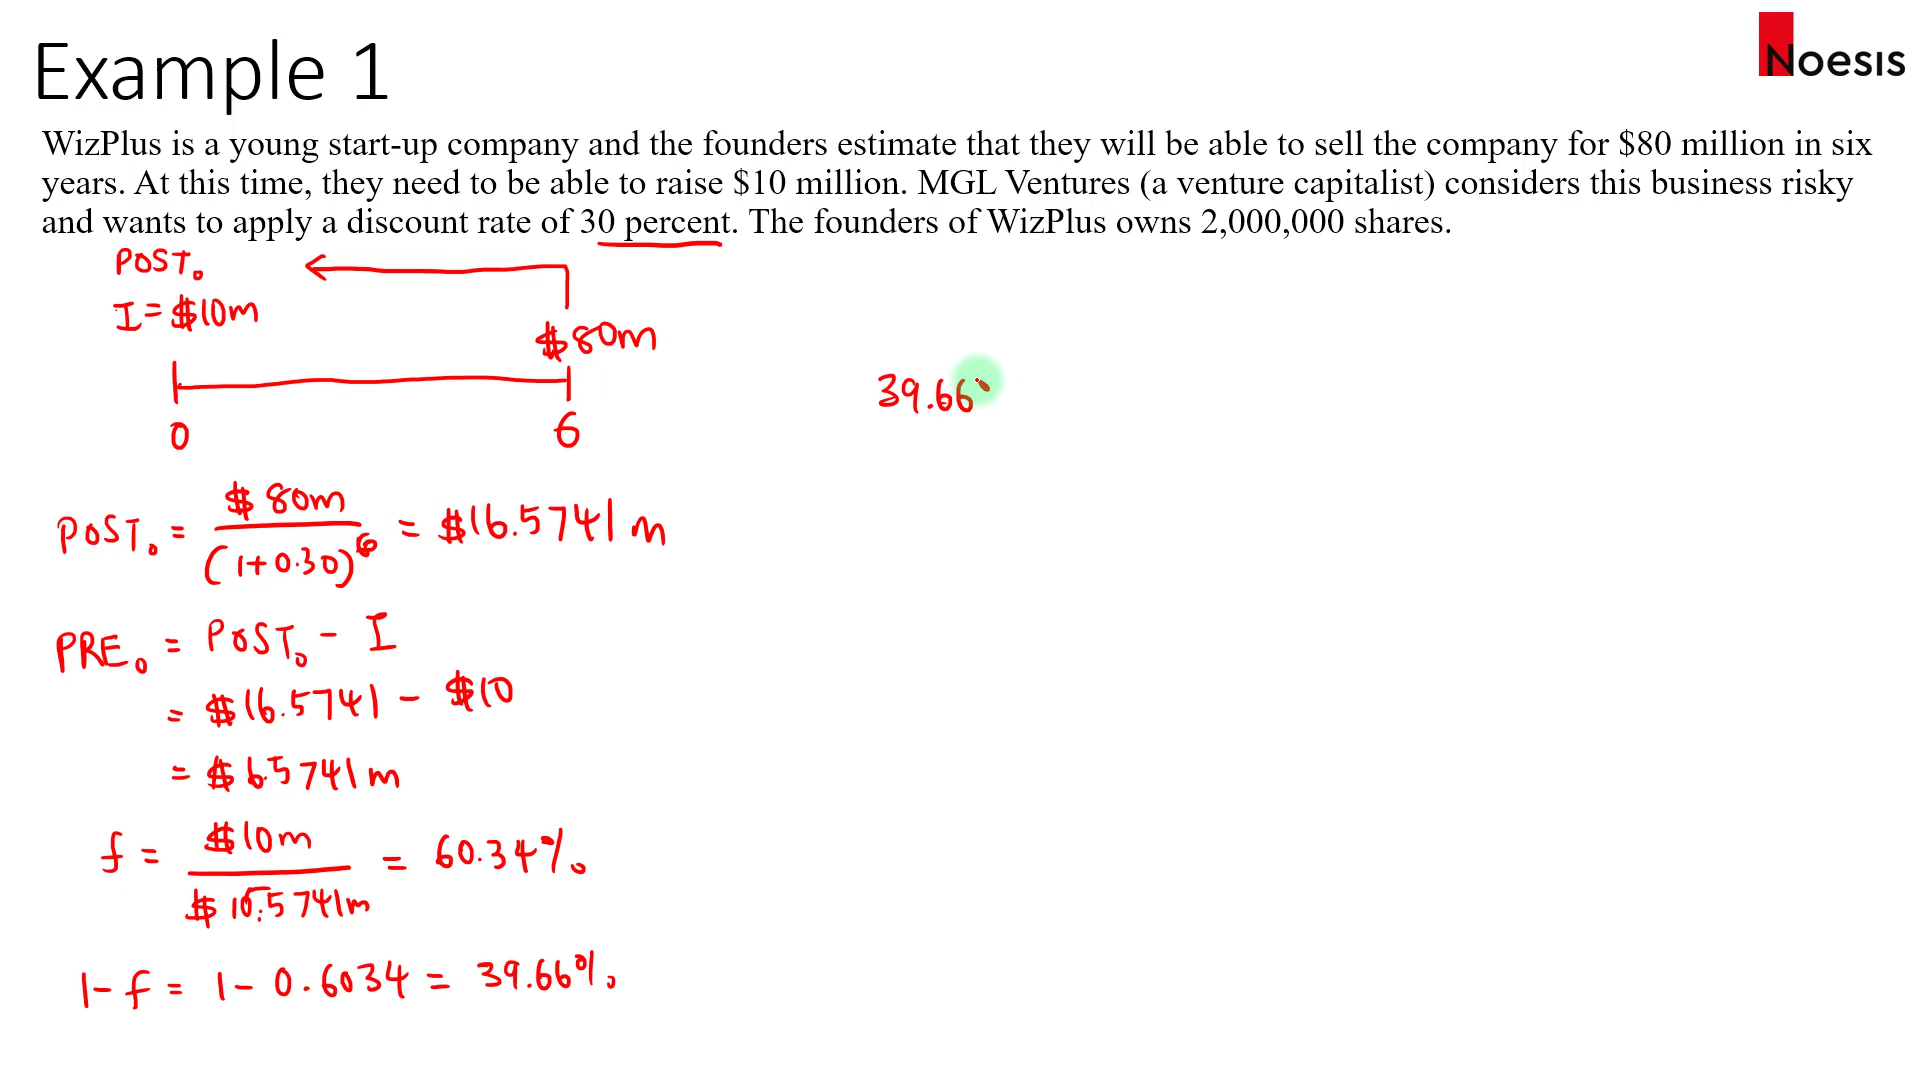 Example 1
Noesis
WizPlus is a young start-up company and the founders estimate that they will be able to sell the company for $80 million in six
years. At this time, they need to be able to raise $10 million. MGL Ventures (a venture capitalist) considers this business risky
and wants to apply a discount rate of 30 percent. The founders of WizPlus owns 2,000,000 shares.
POST₀
I = $10m
$80m
39.66
0 6
POST₀ = $80m / (1+0.30)⁶ = $16.5741m
PRE₀ = POST₀ - I
= $16.5741 - $10
= $6.5741m
f = $10m / $16.5741m = 60.34%
1 - f = 1 - 0.6034 = 39.66%